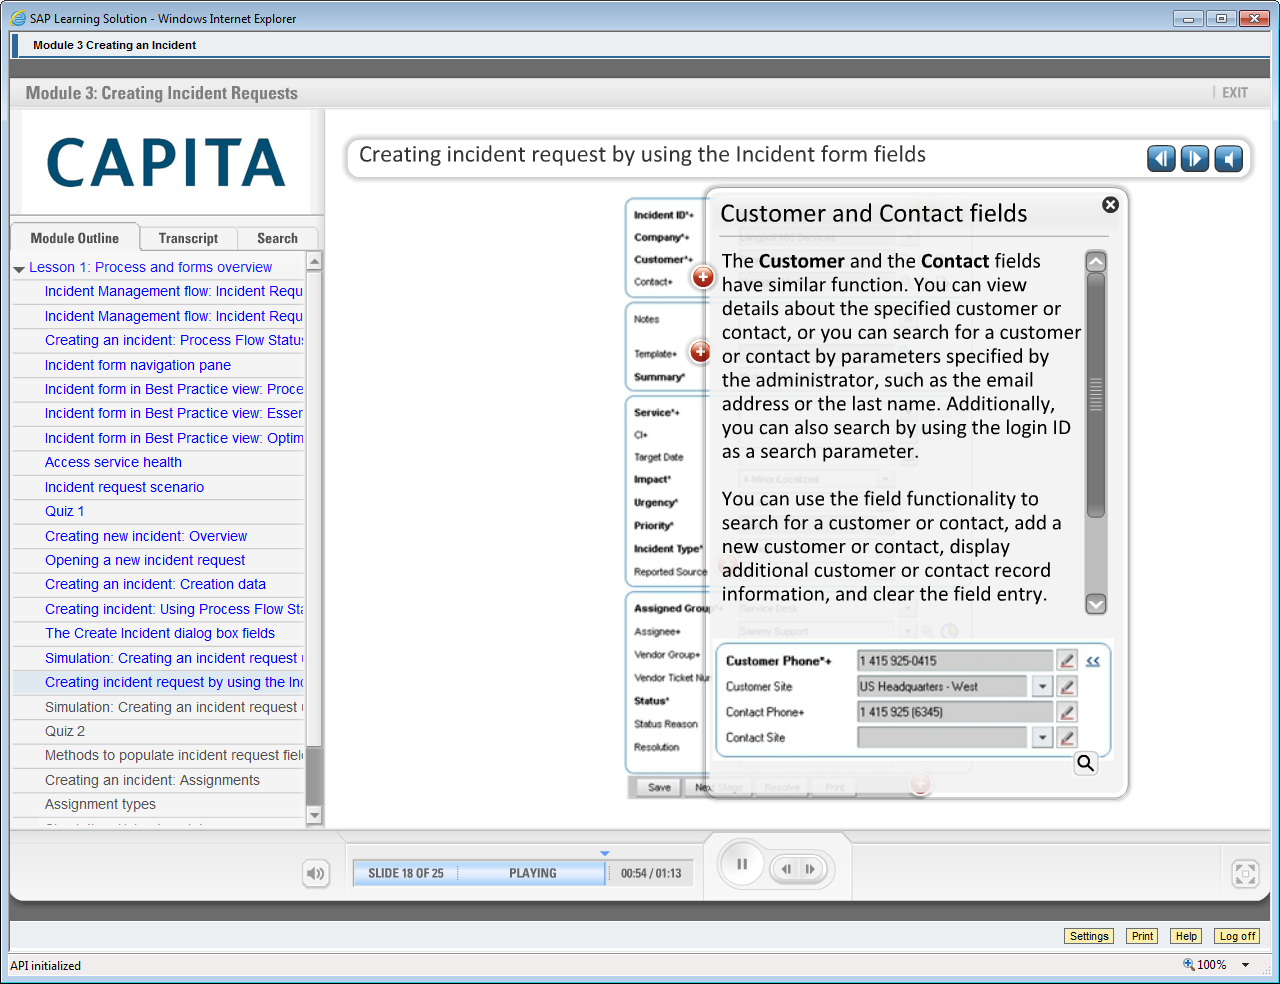 SAP Learning Solution - Windows Internet Explorer
Module 3 Creating an Incident
Module 3: Creating Incident Requests
EXIT
CAPITA
Creating incident request by using the Incident form fields
Module Outline
Transcript
Search
Lesson 1: Process and forms overview
Incident Management flow: Incident Requ
Incident Management flow: Incident Requ
Creating an incident: Process Flow Statu
Incident form navigation pane
Incident form in Best Practice view: Proce
Incident form in Best Practice view: Esser
Incident form in Best Practice view: Optim
Access service health
Incident request scenario
Quiz 1
Creating new incident: Overview
Opening a new incident request
Creating an incident: Creation data
Creating incident: Using Process Flow Sta
The Create Incident dialog box fields
Simulation: Creating an incident request
Creating incident request by using the Inc
Simulation: Creating an incident request
Quiz 2
Methods to populate incident request fiel
Creating an incident: Assignments
Assignment types
Incident ID*+
Company*+
Customer*+
Contact+
Notes
Template+
Summary*
Service*+
CI+
Target Date
Impact*
4-Minor/Localized
Urgency*
Priority*
Incident Type*
Reported Source
Assigned Grou
Service Desk
Assignee+
Sammy Support
Vendor Group+
Vendor Ticket Nur
Status*
Status Reason
Resolution
Save
Next Stage
Resolve
Print
Customer and Contact fields
The Customer and the Contact fields
have similar function. You can view
details about the specified customer or
contact, or you can search for a customer
or contact by parameters specified by
the administrator, such as the email
address or the last name. Additionally,
you can also search by using the login ID
as a search parameter.
You can use the field functionality to
search for a customer or contact, add a
new customer or contact, display
additional customer or contact record
information, and clear the field entry.
Customer Phone*+
1 415 925-0415
<<
Customer Site
US Headquarters - West
Contact Phone+
1 415 925 (6345)
Contact Site
SLIDE 18 OF 25
PLAYING
00:54 / 01:13
Settings
Print
Help
Log off
API initialized
100%